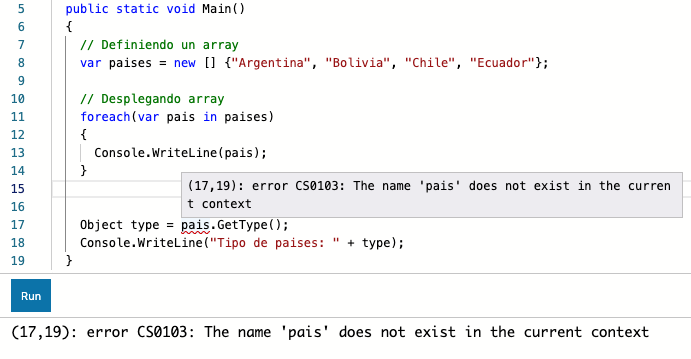 5 public static void Main()
6 {
7 // Definiendo un array
8 var paises = new [] {"Argentina", "Bolivia", "Chile", "Ecuador"};
9
10 // Desplegando array
11 foreach(var pais in paises)
12 {
13 Console.WriteLine(pais);
14 }
15
(17,19): error CS0103: The name 'pais' does not exist in the curren
t context
16
17 Object type = pais.GetType();
18 Console.WriteLine("Tipo de paises: " + type);
19 }
Run
(17,19): error CS0103: The name 'pais' does not exist in the current context